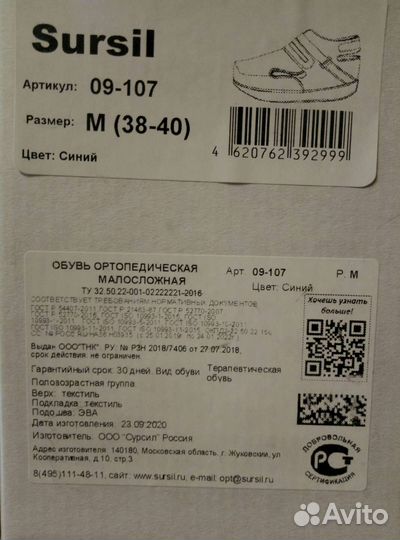 Sursil
Артикул: 09-107
Размер: M (38-40)
Цвет: Синий
4 620762 392999
ОБУВЬ ОРТОПЕДИЧЕСКАЯ
МАЛОСЛОЖНАЯ
ТУ 32.50.22-001-02222221-2016
Арт. 09-107 Р. М
Цвет: Синий
СООТВЕТСТВУЕТ ТРЕБОВАНИЯМ НОРМАТИВНЫХ ДОКУМЕНТОВ
Хочешь узнать
больше?
Выдан ООО"ТНК". РУ: № РЗН 2018/7406 от 27.07.2018,
срок действия: не ограничен.
Гарантийный срок: 30 дней. Вид обуви: Терапевтическая
обувь
Половозрастная группа:
Верх: текстиль
Подкладка: текстиль
Подошва: ЭВА
Дата изготовления: 23.09.2020
Изготовитель: ООО "Сурсил" Россия
Адрес изготовителя: 140180, Московская область, г. Жуковский, ул.
Кооперативная, д.10, стр.3
8(495)111-48-11, сайт: www.sursil.ru, e-mail: opt@sursil.ru
ДОБРОВОЛЬНАЯ
РСТ
СЕРТИФИКАЦИЯ
Avito